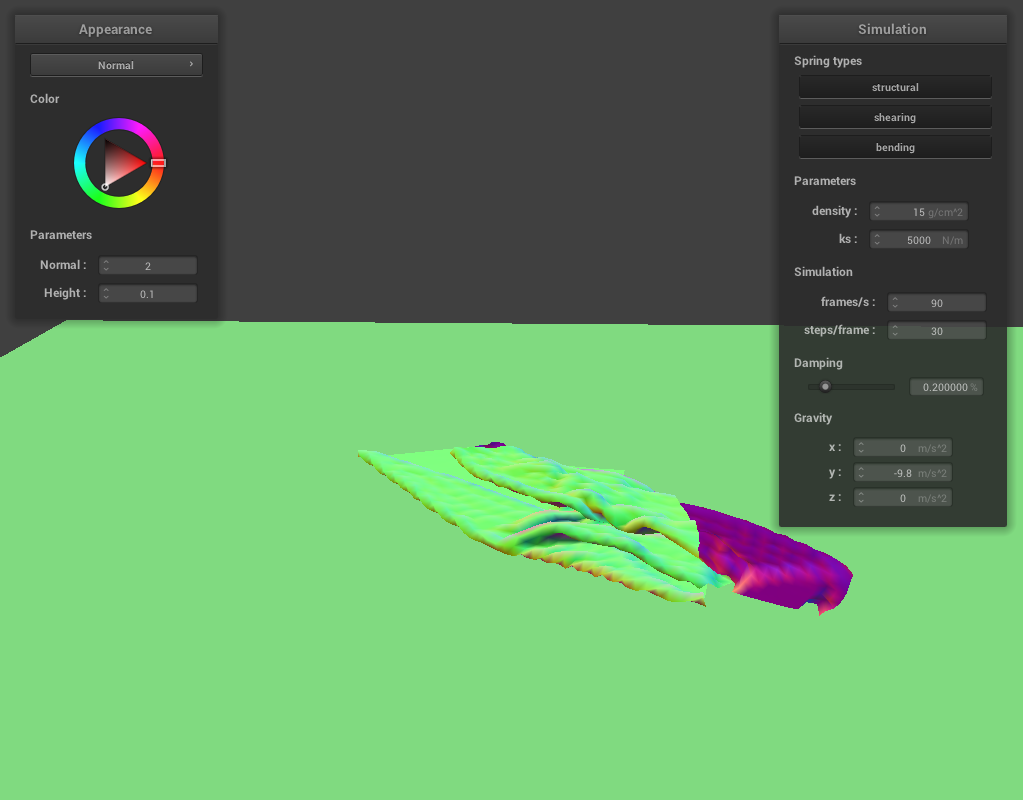 Appearance
Normal
Color
Parameters
Normal : 2
Height : 0.1
Simulation
Spring types
structural
shearing
bending
Parameters
density : 15 g/cm^2
ks : 5000 N/m
Simulation
frames/s : 90
steps/frame : 30
Damping
0.200000 %
Gravity
x : 0 m/s^2
y : -9.8 m/s^2
z : 0 m/s^2